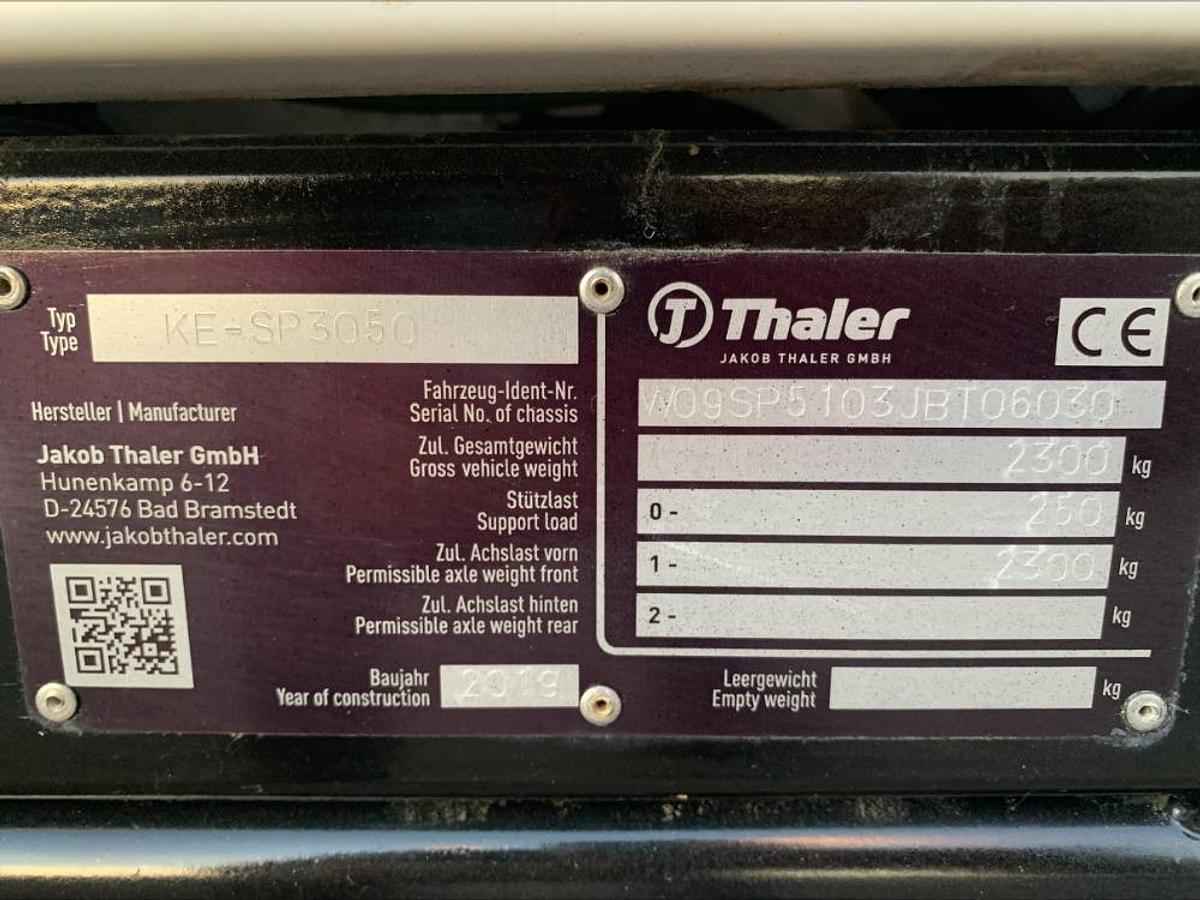 Typ
Type
KE-SP3050
Hersteller | Manufacturer
Jakob Thaler GmbH
Hunenkamp 6-12
D-24576 Bad Bramstedt
www.jakobthaler.com
Baujahr
Year of construction
2019
Thaler
JAKOB THALER GMBH
CE
Fahrzeug-Ident-Nr.
Serial No. of chassis
W09SP5103JBT06030
Zul. Gesamtgewicht
Gross vehicle weight
2300 kg
Stützlast
Support load
0- 250 kg
Zul. Achslast vorn
Permissible axle weight front
1- 2300 kg
Zul. Achslast hinten
Permissible axle weight rear
2- kg
Leergewicht
Empty weight
kg